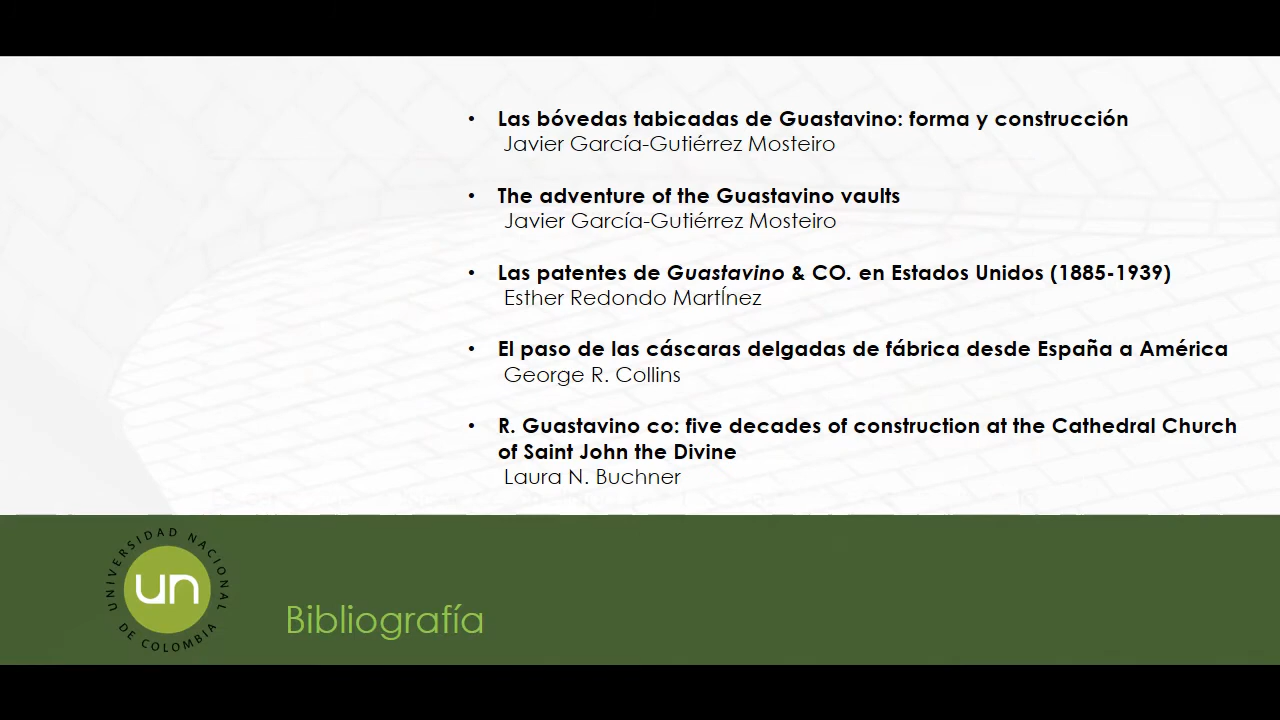 • Las bóvedas tabicadas de Guastavino: forma y construcción
Javier García-Gutiérrez Mosteiro
• The adventure of the Guastavino vaults
Javier García-Gutiérrez Mosteiro
• Las patentes de Guastavino & CO. en Estados Unidos (1885-1939)
Esther Redondo MartÍnez
• El paso de las cáscaras delgadas de fábrica desde España a América
George R. Collins
• R. Guastavino co: five decades of construction at the Cathedral Church
of Saint John the Divine
Laura N. Buchner
UNIVERSIDAD NACIONAL
un
DE COLOMBIA
Bibliografía